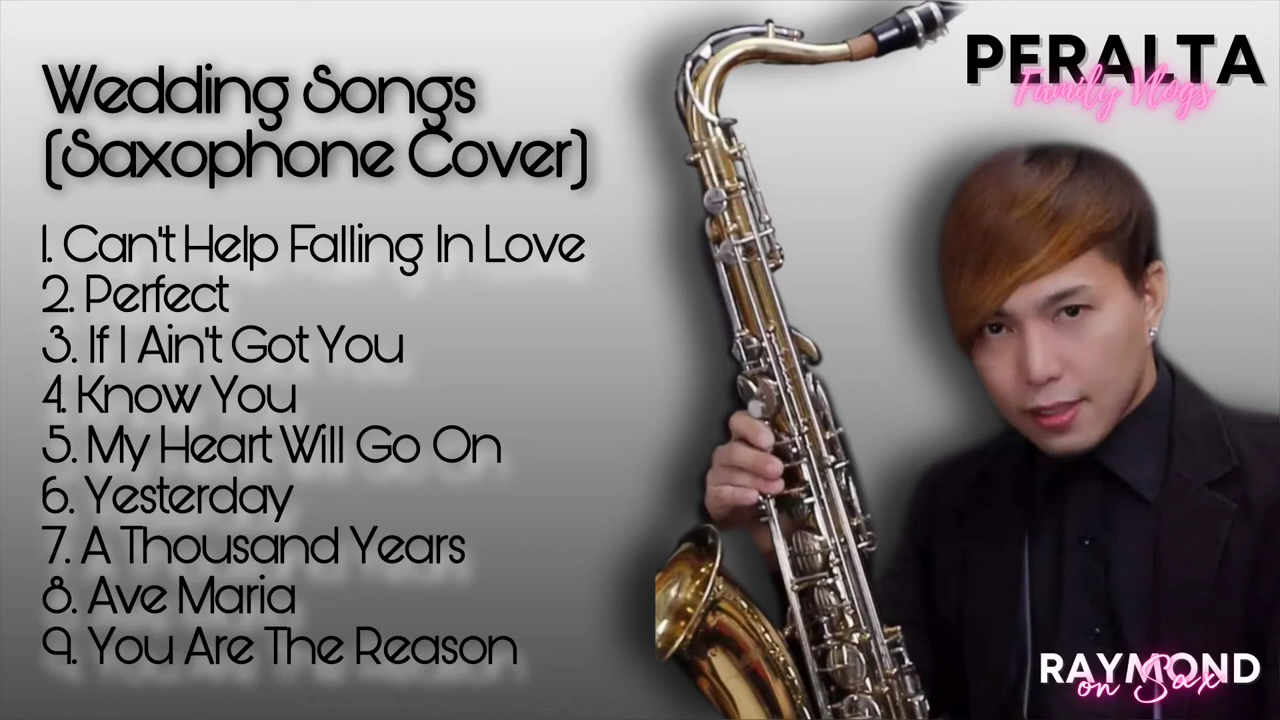 Wedding Songs
(Saxophone Cover)
1. Can't Help Falling In Love
2. Perfect
3. If I Ain't Got You
4. Know You
5. My Heart Will Go On
6. Yesterday
7. A Thousand Years
8. Ave Maria
9. You Are The Reason
PERALTA
Family Vlogs
RAYMOND
on Sax